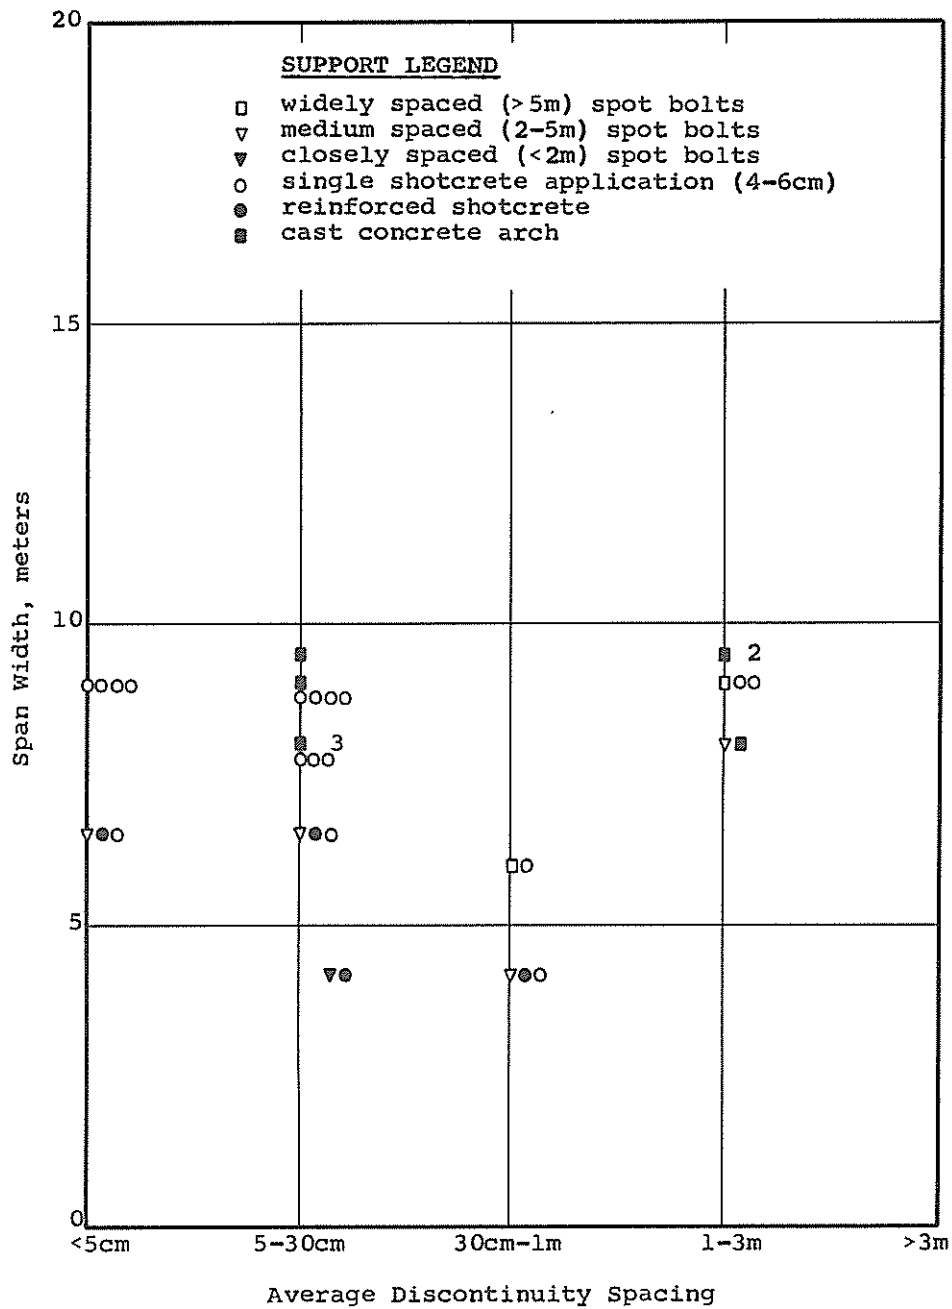 20
SUPPORT LEGEND
widely spaced (>5m) spot bolts
medium spaced (2-5m) spot bolts
closely spaced (<2m) spot bolts
single shotcrete application (4-6cm)
reinforced shotcrete
cast concrete arch
15
Span Width, meters
10
2
3
5
0
<5cm 5-30cm 30cm-1m 1-3m >3m
Average Discontinuity Spacing